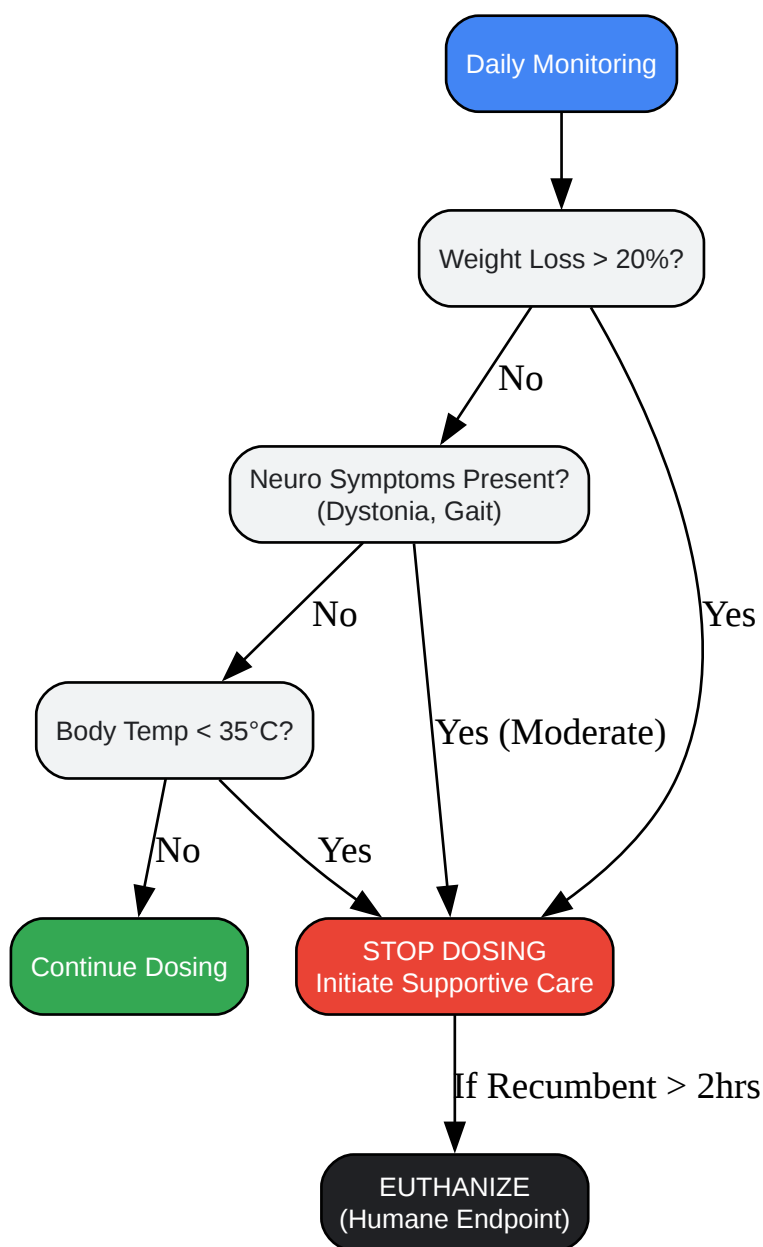 Daily Monitoring
Weight Loss > 20%?
No
Neuro Symptoms Present?
(Dystonia, Gait)
No
Yes
Body Temp < 35°C?
Yes (Moderate)
No
Yes
Continue Dosing
STOP DOSING
Initiate Supportive Care
If Recumbent > 2hrs
EUTHANIZE
(Humane Endpoint)